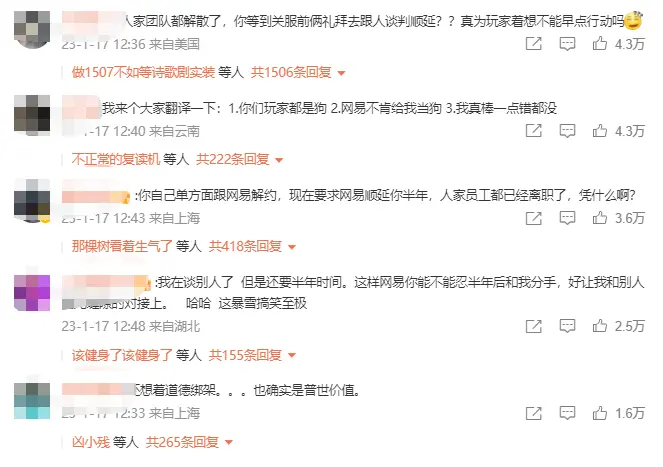 人家团队都解散了，你等到关服前俩礼拜去跟人谈判顺延？？真为玩家着想不能早点行动吗
23-1-17 12:36 来自美国
4.3万
做1507不如等诗歌剧实装 等人 共1506条回复
我来个大家翻译一下：1.你们玩家都是狗 2.网易不肯给我当狗 3.我真棒一点错都没
-1-17 12:40 来自云南
4.3万
不正常的复读机 等人 共222条回复
:你自己单方面跟网易解约，现在要求网易顺延你半年，人家员工都已经离职了，凭什么啊?
23-1-17 12:43 来自上海
3.6万
那棵树看着生气了 等人 共418条回复
:我在谈别人了 但是还要半年时间。这样网易你能不能忍半年后和我分手，好让我和别人
的对接上。 哈哈 这暴雪搞笑至极
23-1-17 12:48 来自湖北
2.5万
该健身了该健身了 等人 共155条回复
还想着道德绑架。。。也确实是普世价值。
23-1-17 12:33 来自上海
1.6万
凶小残 等人 共265条回复